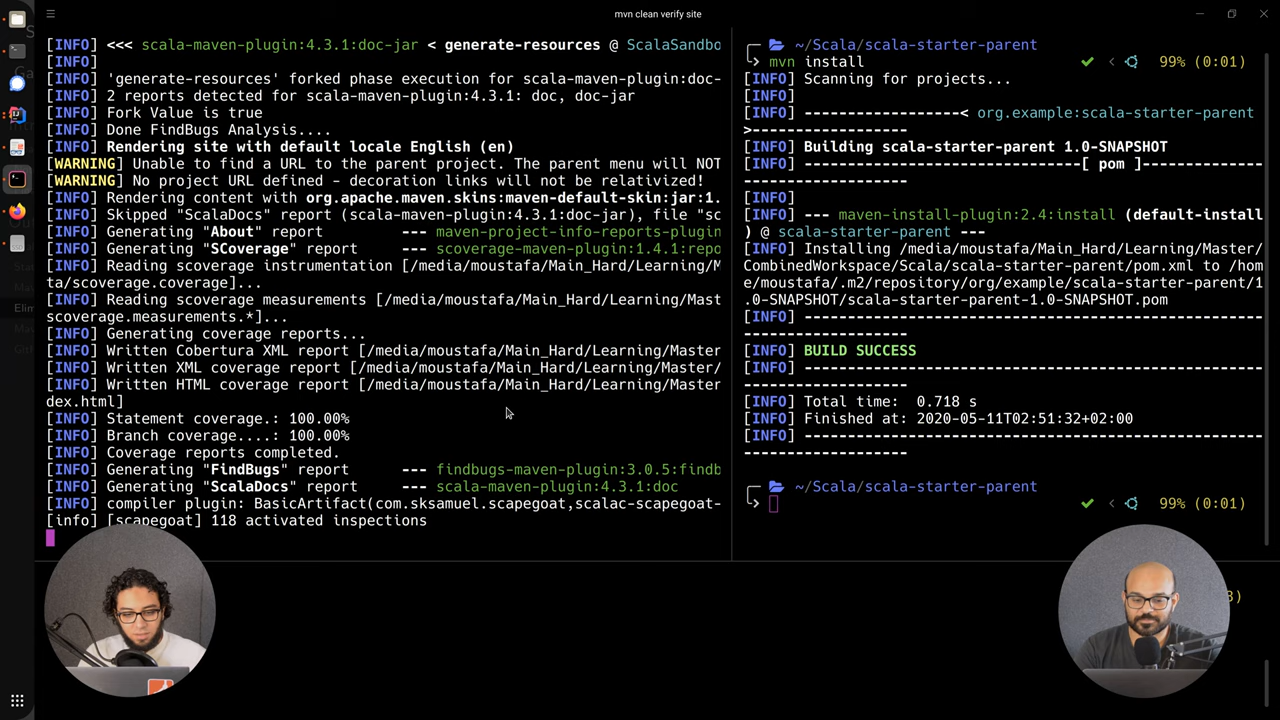 mvn clean verify site
[INFO] <<< scala-maven-plugin:4.3.1:doc-jar < generate-resources @ ScalaSandbo
[INFO]
[INFO] 'generate-resources' forked phase execution for scala-maven-plugin:doc-
[INFO] 2 reports detected for scala-maven-plugin:4.3.1: doc, doc-jar
[INFO] Fork Value is true
[INFO] Done FindBugs Analysis....
[INFO] Rendering site with default locale English (en)
[WARNING] Unable to find a URL to the parent project. The parent menu will NOT
[WARNING] No project URL defined - decoration links will not be relativized!
[INFO] Rendering content with org.apache.maven.skins:maven-default-skin:jar:1.
[INFO] Skipped "ScalaDocs" report (scala-maven-plugin:4.3.1:doc-jar), file "sc
[INFO] Generating "About" report --- maven-project-info-reports-plugin
[INFO] Generating "SCoverage" report --- scoverage-maven-plugin:1.4.1:repo
[INFO] Reading scoverage instrumentation [/media/moustafa/Main_Hard/Learning/M
ta/scoverage.coverage]...
[INFO] Reading scoverage measurements [/media/moustafa/Main_Hard/Learning/Mast
scoverage.measurements.*]...
[INFO] Generating coverage reports...
[INFO] Written Cobertura XML report [/media/moustafa/Main_Hard/Learning/Master
[INFO] Written XML coverage report [/media/moustafa/Main_Hard/Learning/Master/
[INFO] Written HTML coverage report [/media/moustafa/Main_Hard/Learning/Master
dex.html]
[INFO] Statement coverage.: 100.00%
[INFO] Branch coverage....: 100.00%
[INFO] Coverage reports completed.
[INFO] Generating "FindBugs" report --- findbugs-maven-plugin:3.0.5:findb
[INFO] Generating "ScalaDocs" report --- scala-maven-plugin:4.3.1:doc
[INFO] compiler plugin: BasicArtifact(com.sksamuel.scapegoat,scalac-scapegoat-
[info] [scapegoat] 118 activated inspections
~/Scala/scala-starter-parent
mvn install ✔ < 99% (0:01)
[INFO] Scanning for projects...
[INFO]
[INFO] -----------------< org.example:scala-starter-parent
>------------------
[INFO] Building scala-starter-parent 1.0-SNAPSHOT
[INFO] --------------------------------[ pom ]--------------
-------------------
[INFO]
[INFO] --- maven-install-plugin:2.4:install (default-install
) @ scala-starter-parent ---
[INFO] Installing /media/moustafa/Main_Hard/Learning/Master/
CombinedWorkspace/Scala/scala-starter-parent/pom.xml to /hom
e/moustafa/.m2/repository/org/example/scala-starter-parent/1
.0-SNAPSHOT/scala-starter-parent-1.0-SNAPSHOT.pom
[INFO] -----------------------------------------------------
-------------------
[INFO] BUILD SUCCESS
[INFO] -----------------------------------------------------
-------------------
[INFO] Total time:  0.718 s
[INFO] Finished at: 2020-05-11T02:51:32+02:00
[INFO] -----------------------------------------------------
-------------------
~/Scala/scala-starter-parent
✔ < 99% (0:01)